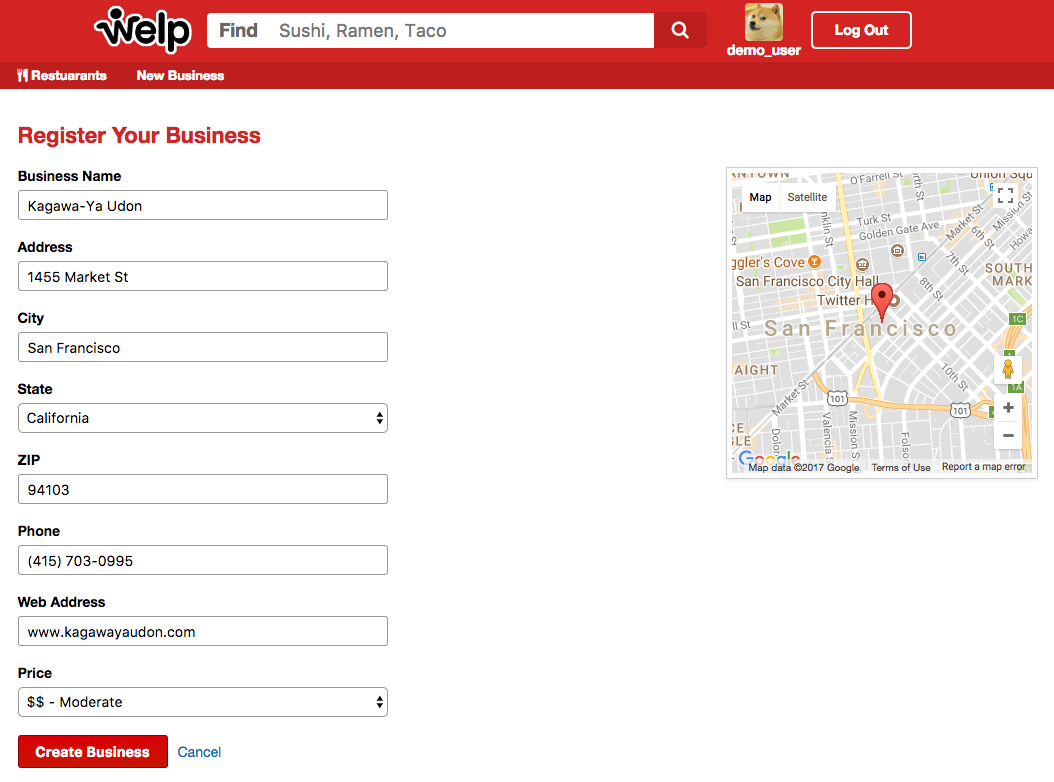 Welp
Find Sushi, Ramen, Taco
demo_user
Log Out
Restuarants New Business
Register Your Business
Business Name
Kagawa-Ya Udon
Address
1455 Market St
City
San Francisco
State
California
ZIP
94103
Phone
(415) 703-0995
Web Address
www.kagawayaudon.com
Price
$$ - Moderate
Create Business Cancel
Map Satellite
O'Farrell St
Union Squ
Turk St
Golden Gate Ave
Market St
Mission St
6th St
7th St
8th St
ggler's Cove
San Francisco City Hall
Twitter H
SOUTH
MARK
San Francisco
1C
ll St
AIGHT
1A
10th St
Market St
101
101
Valencia S
Mission S
Folso
Dolor
Google
Map data ©2017 Google Terms of Use Report a map error